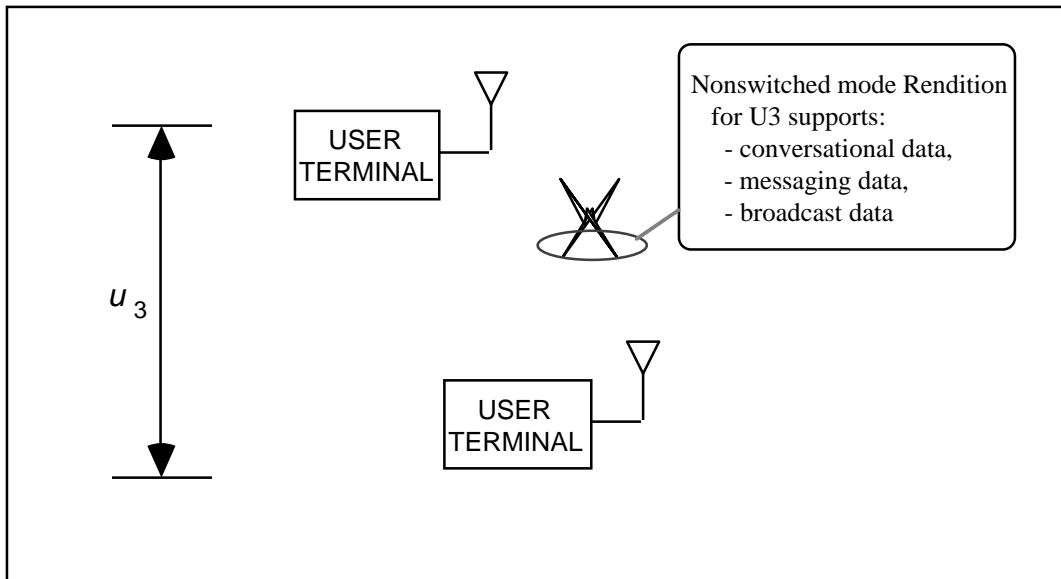 USER
TERMINAL
Nonswitched mode Rendition
for U3 supports:
- conversational data,
- messaging data,
- broadcast data
u 3
USER
TERMINAL